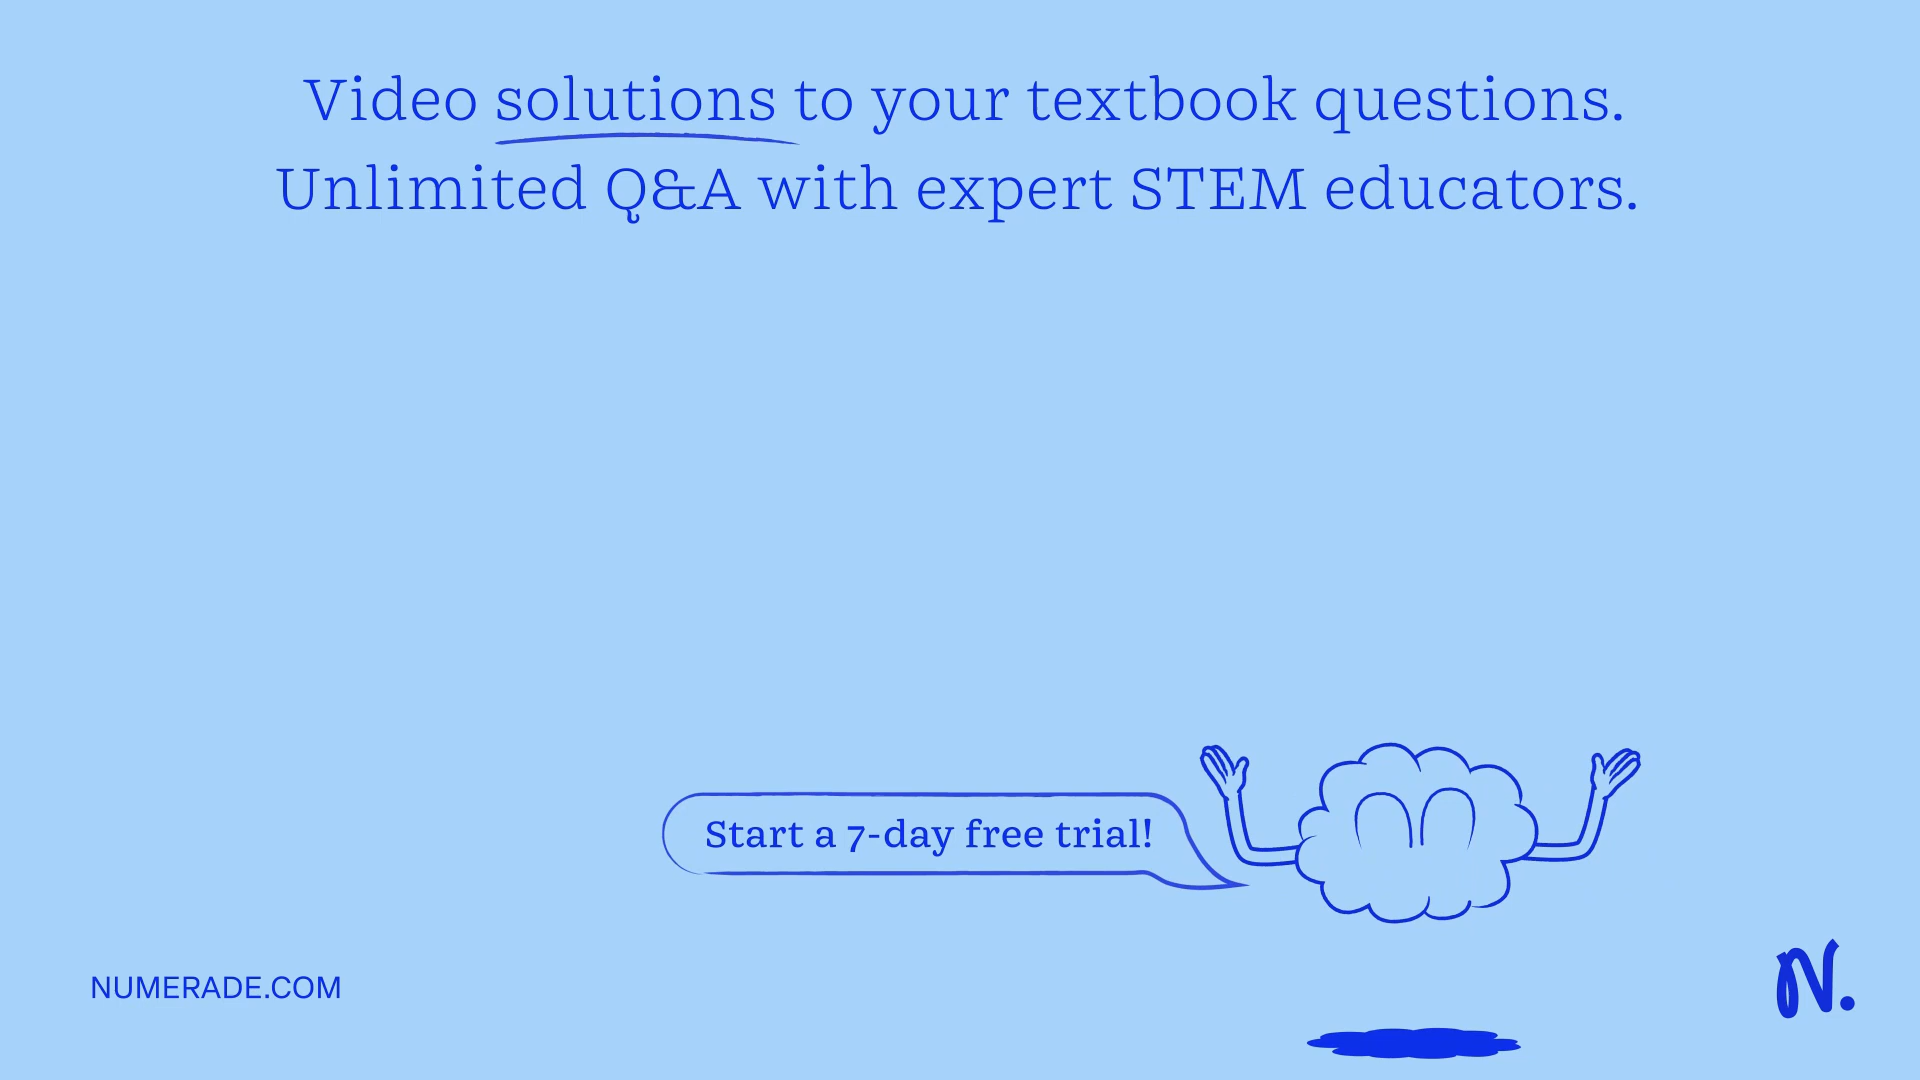 Video solutions to your textbook questions.
Unlimited Q&A with expert STEM educators.
Start a 7-day free trial!
NUMERADE.COM
N.